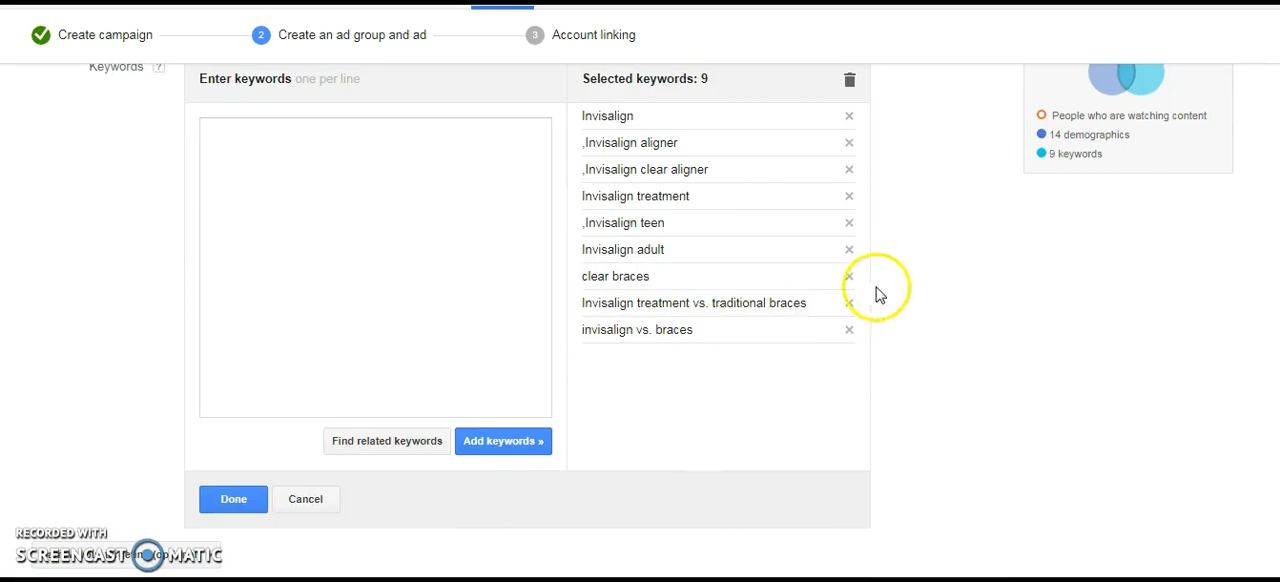 Create campaign
2 Create an ad group and ad
3 Account linking
Keywords ?
Enter keywords one per line
Selected keywords: 9
Invisalign
,Invisalign aligner
,Invisalign clear aligner
Invisalign treatment
,Invisalign teen
Invisalign adult
clear braces
Invisalign treatment vs. traditional braces
invisalign vs. braces
Find related keywords
Add keywords »
Done
Cancel
People who are watching content
14 demographics
9 keywords
RECORDED WITH
SCREENCAST-O-MATIC